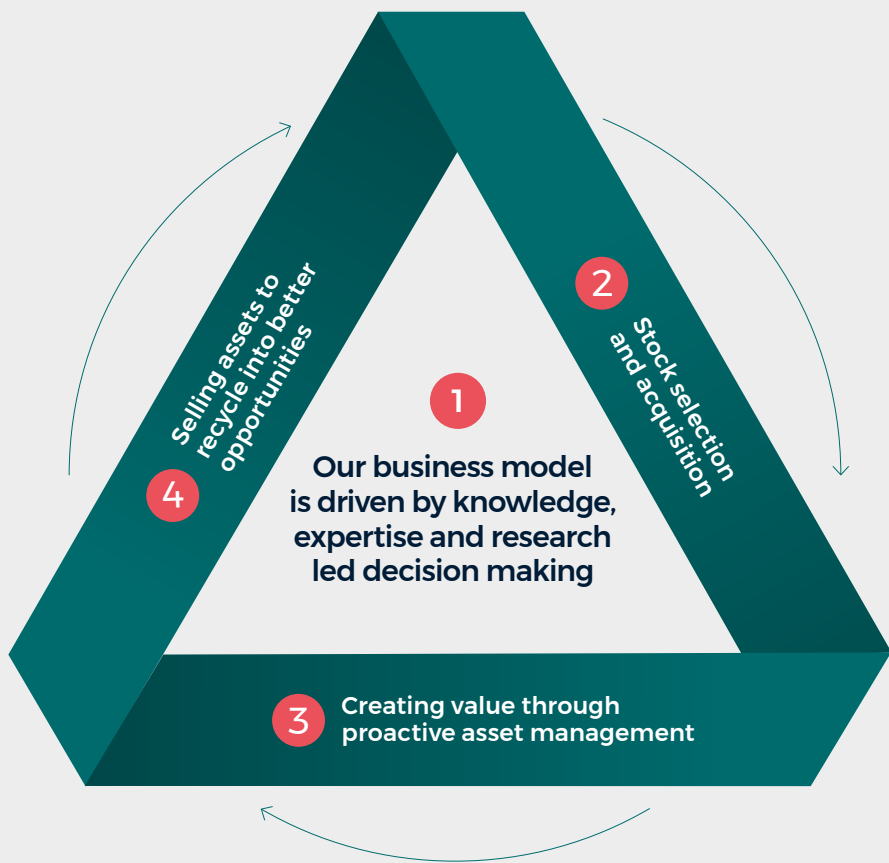 1
Our business model
is driven by knowledge,
expertise and research
led decision making
2
Stock selection
and acquisition
3
Creating value through
proactive asset management
4
Selling assets to
recycle into better
opportunities